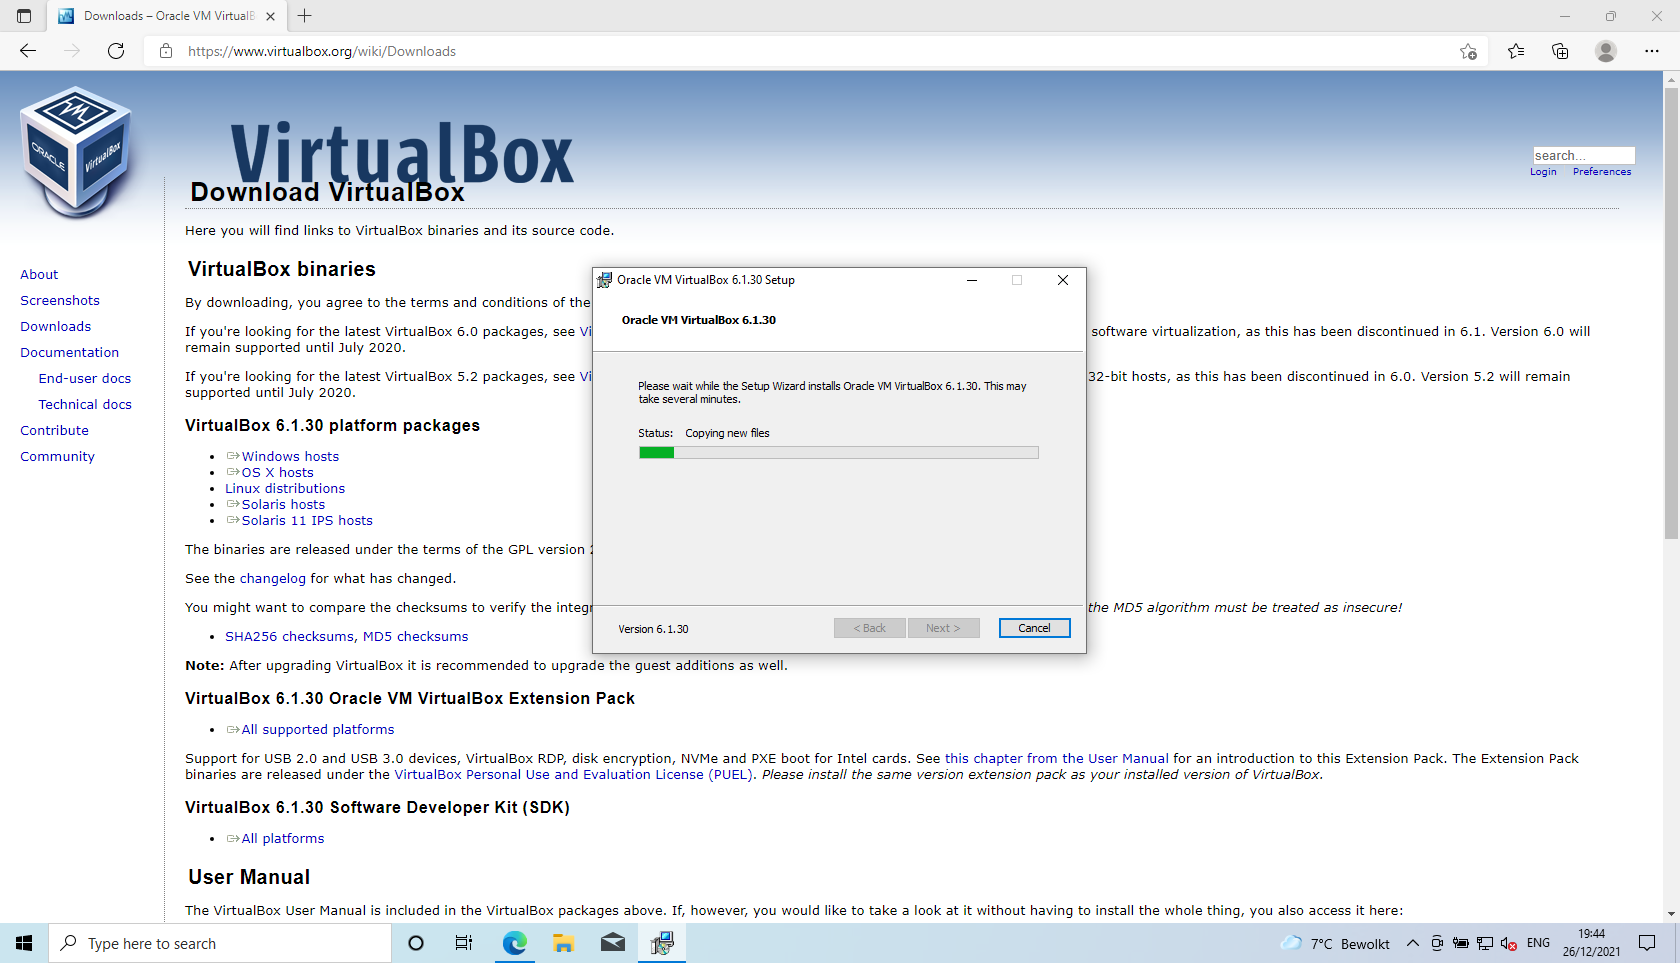 Downloads – Oracle VM VirtualB
https://www.virtualbox.org/wiki/Downloads
ORACLE
VirtualBox
VirtualBox
search...
Login Preferences
Download VirtualBox
Here you will find links to VirtualBox binaries and its source code.
About
Screenshots
Downloads
Documentation
End-user docs
Technical docs
Contribute
Community
VirtualBox binaries
By downloading, you agree to the terms and conditions of the
If you're looking for the latest VirtualBox 6.0 packages, see Vi software virtualization, as this has been discontinued in 6.1. Version 6.0 will
remain supported until July 2020.
If you're looking for the latest VirtualBox 5.2 packages, see Vi 32-bit hosts, as this has been discontinued in 6.0. Version 5.2 will remain
supported until July 2020.
VirtualBox 6.1.30 platform packages
Windows hosts
OS X hosts
Linux distributions
Solaris hosts
Solaris 11 IPS hosts
The binaries are released under the terms of the GPL version 2
See the changelog for what has changed.
You might want to compare the checksums to verify the integr the MD5 algorithm must be treated as insecure!
SHA256 checksums, MD5 checksums
Note: After upgrading VirtualBox it is recommended to upgrade the guest additions as well.
VirtualBox 6.1.30 Oracle VM VirtualBox Extension Pack
All supported platforms
Support for USB 2.0 and USB 3.0 devices, VirtualBox RDP, disk encryption, NVMe and PXE boot for Intel cards. See this chapter from the User Manual for an introduction to this Extension Pack. The Extension Pack
binaries are released under the VirtualBox Personal Use and Evaluation License (PUEL). Please install the same version extension pack as your installed version of VirtualBox.
VirtualBox 6.1.30 Software Developer Kit (SDK)
All platforms
User Manual
The VirtualBox User Manual is included in the VirtualBox packages above. If, however, you would like to take a look at it without having to install the whole thing, you also access it here:
Oracle VM VirtualBox 6.1.30 Setup
Oracle VM VirtualBox 6.1.30
Please wait while the Setup Wizard installs Oracle VM VirtualBox 6.1.30. This may
take several minutes.
Status: Copying new files
Version 6.1.30
< Back Next > Cancel
Type here to search
7°C Bewolkt
ENG
19:44
26/12/2021